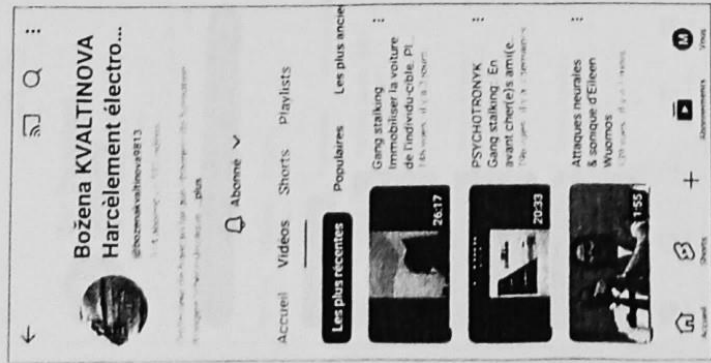 Božena KVALTINOVA
Harcèlement électro...
@bozenakvaltinova9813
plus
Abonné
Accueil Vidéos Shorts Playlists
Les plus récentes Populaires Les plus ancie
26:17
Gang stalking
Immobiliser la voiture
de l'individu-cible. Pl...
20:33
PSYCHOTRONYK
Gang stalking: En
avant cher(e)s ami(e...
1:55
Attaques neurales
& sonique d'Eileen
Wuornos
Accueil Shorts Abonnements Vous
M